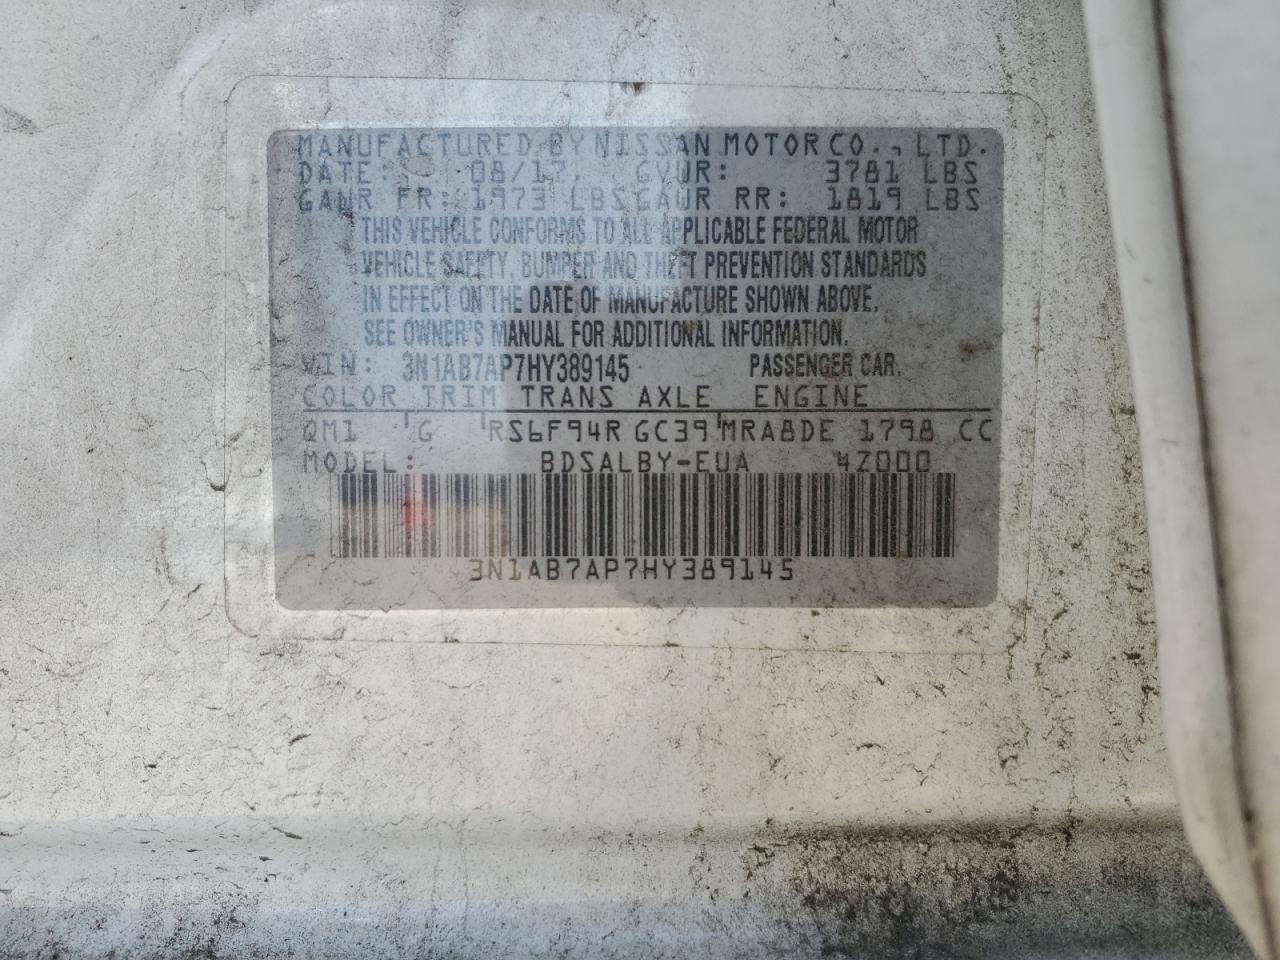 MANUFACTURED BY NISSAN MOTOR CO., LTD.
DATE: 08/17. GVWR: 3781 LBS
GAWR FR: 1973 LBS GAWR RR: 1819 LBS
THIS VEHICLE CONFORMS TO ALL APPLICABLE FEDERAL MOTOR
VEHICLE SAFETY, BUMPER AND THEFT PREVENTION STANDARDS
IN EFFECT ON THE DATE OF MANUFACTURE SHOWN ABOVE.
SEE OWNER'S MANUAL FOR ADDITIONAL INFORMATION.
VIN: 3N1AB7AP7HY389145 PASSENGER CAR.
COLOR TRIM TRANS AXLE ENGINE
QM1 G RS6F94R GC39 MRA8DE 1798 CC
MODEL: BDSALBY-EUA 4Z000
3N1AB7AP7HY389145